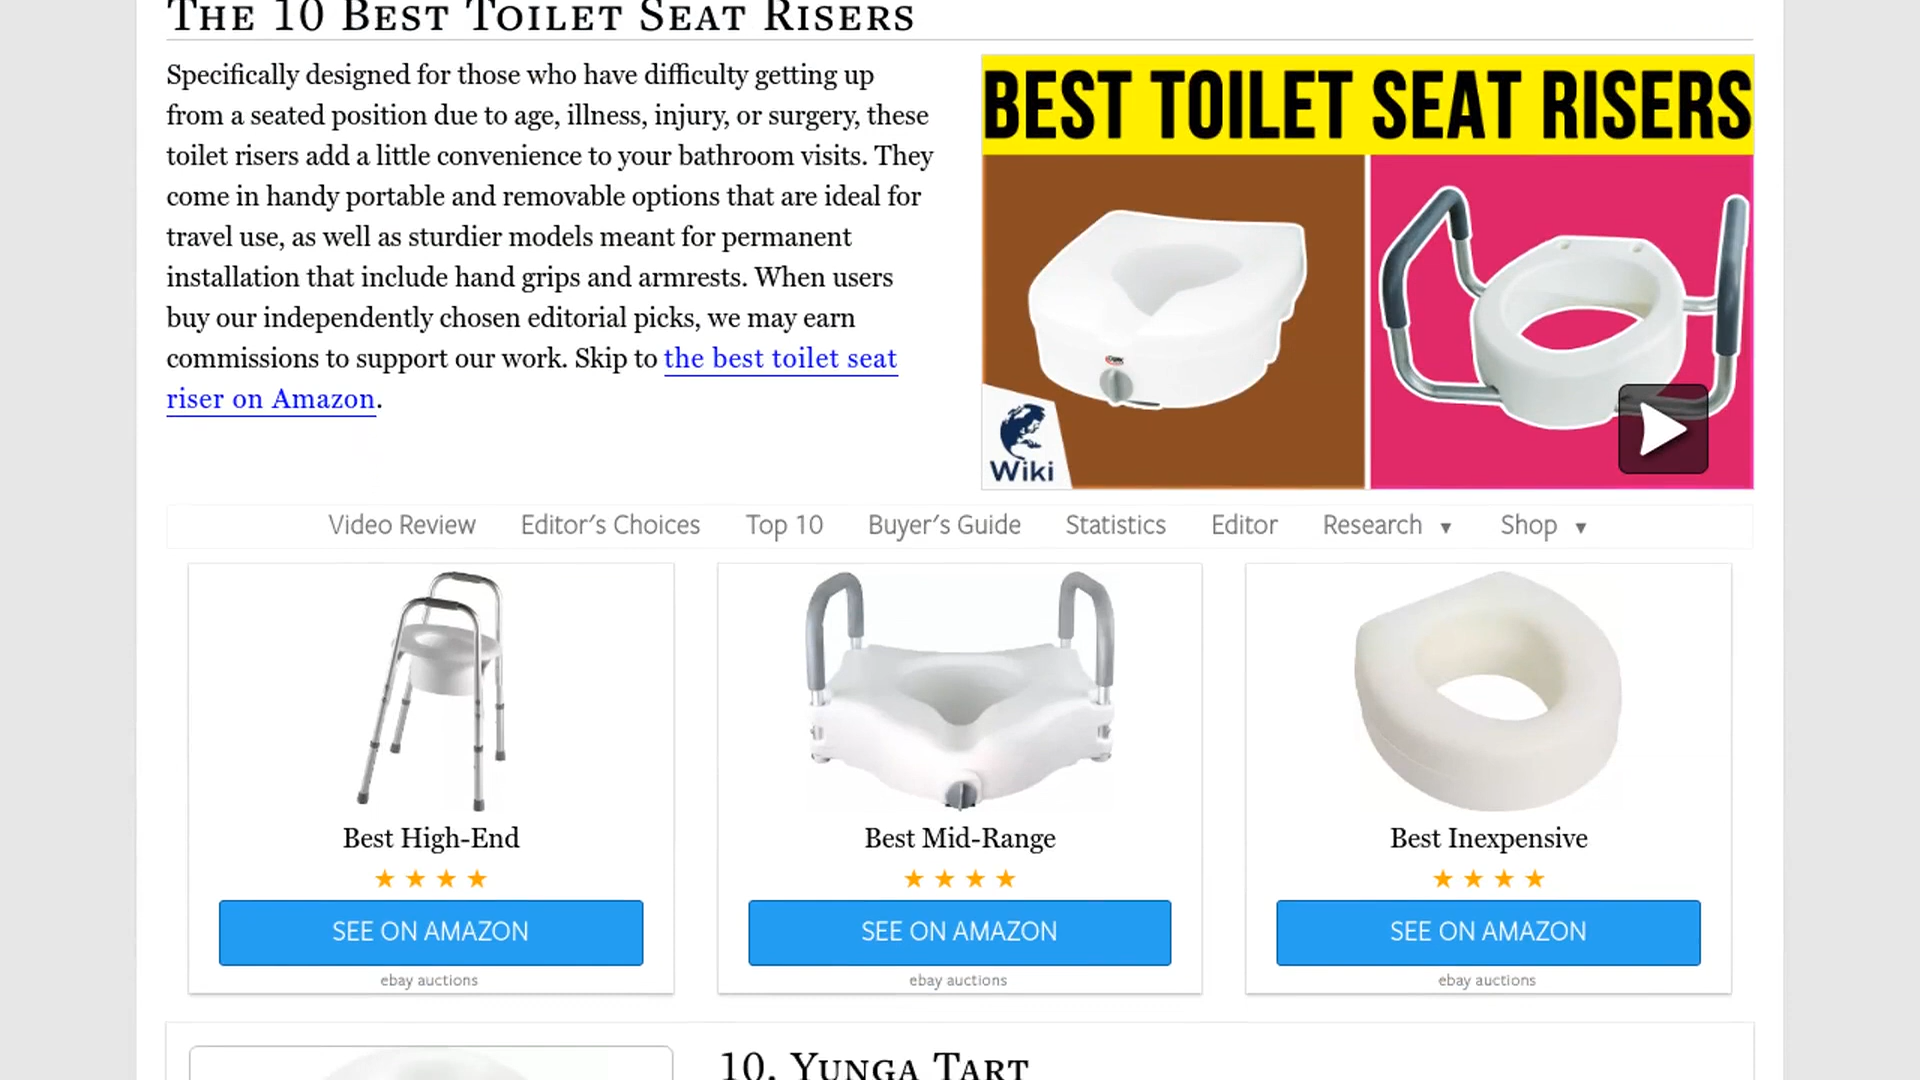 The 10 Best Toilet Seat Risers
Specifically designed for those who have difficulty getting up
from a seated position due to age, illness, injury, or surgery, these
toilet risers add a little convenience to your bathroom visits. They
come in handy portable and removable options that are ideal for
travel use, as well as sturdier models meant for permanent
installation that include hand grips and armrests. When users
buy our independently chosen editorial picks, we may earn
commissions to support our work. Skip to the best toilet seat
riser on Amazon.
BEST TOILET SEAT RISERS
Wiki
Video Review Editor's Choices Top 10 Buyer's Guide Statistics Editor Research ▼ Shop ▼
Best High-End
★ ★ ★ ★
SEE ON AMAZON
ebay auctions
Best Mid-Range
★ ★ ★ ★
SEE ON AMAZON
ebay auctions
Best Inexpensive
★ ★ ★ ★
SEE ON AMAZON
ebay auctions
10. Yunga Tart